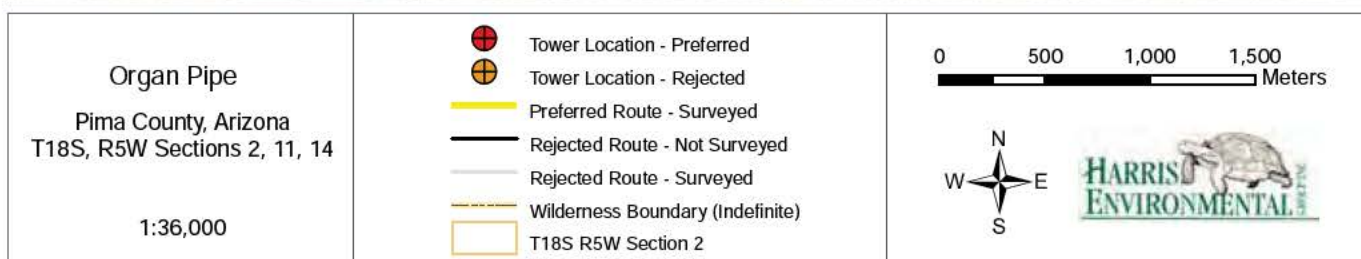 Organ Pipe
Pima County, Arizona
T18S, R5W Sections 2, 11, 14
1:36,000
Tower Location - Preferred
Tower Location - Rejected
Preferred Route - Surveyed
Rejected Route - Not Surveyed
Rejected Route - Surveyed
Wilderness Boundary (Indefinite)
T18S R5W Section 2
0 500 1,000 1,500
Meters
N
W E
S
HARRIS
ENVIRONMENTAL